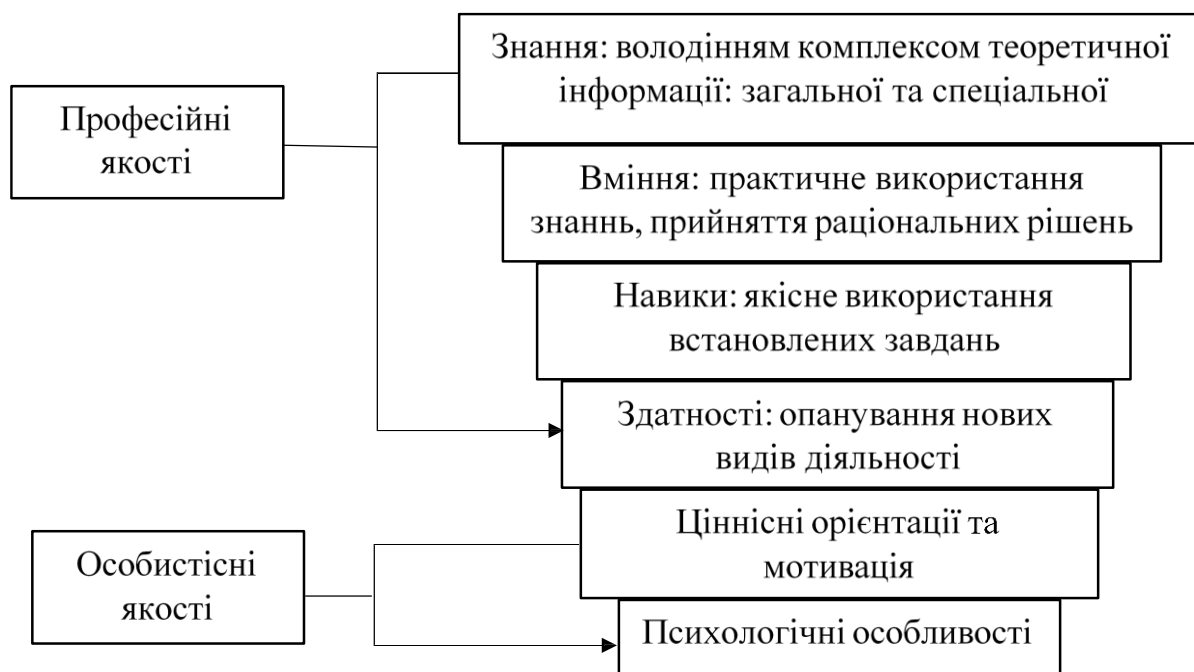 Знання: володінням комплексом теоретичної
інформації: загальної та спеціальної
Професійні
якості
Вміння: практичне використання
знаннь, прийняття раціональних рішень
Навики: якісне використання
встановлених завдань
Здатності: опанування нових
видів діяльності
Ціннісні орієнтації та
мотивація
Особистісні
якості
Психологічні особливості